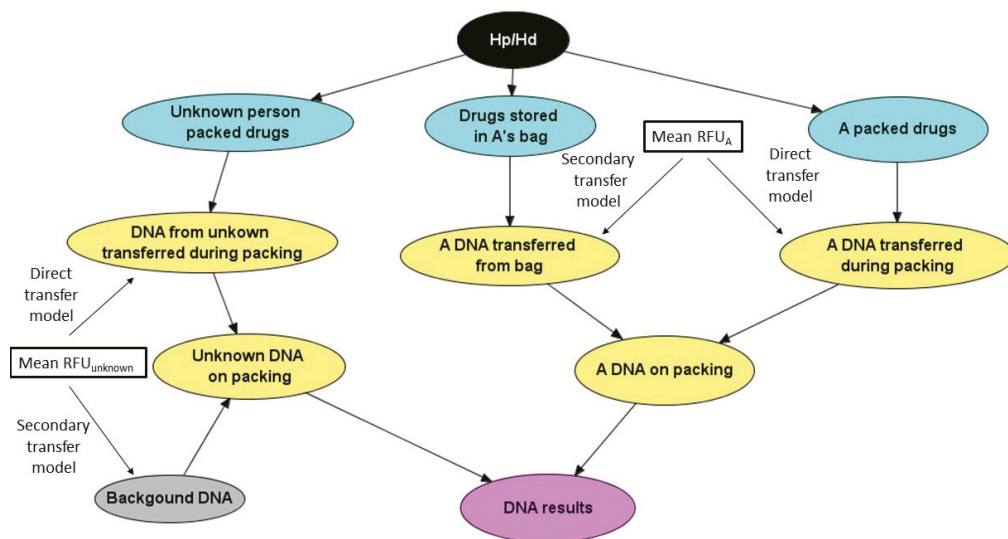 Hp/Hd
Unknown person
packed drugs
Drugs stored
in A's bag
Mean RFUA
A packed drugs
Secondary
transfer
model
Direct
transfer
model
DNA from unkown
transferred during packing
A DNA transferred
from bag
A DNA transferred
during packing
Direct
transfer
model
Mean RFUunknown
Unknown DNA
on packing
A DNA on packing
Secondary
transfer
model
Backgound DNA
DNA results